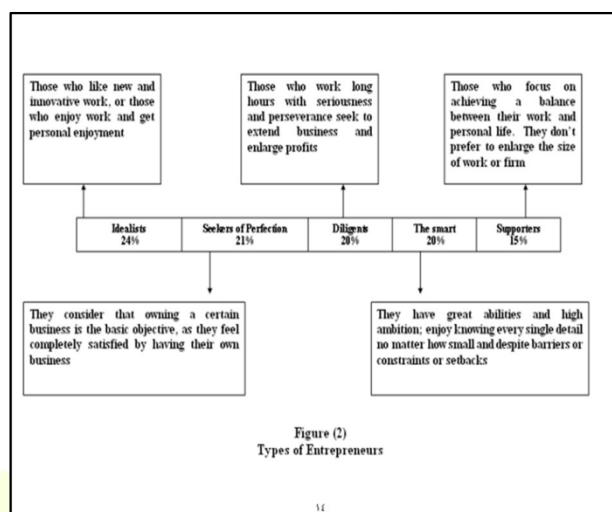 Those who like new and
innovative work, or those
who enjoy work and get
personal enjoyment
Those who work long
hours with seriousness
and perseverance seek to
extend business and
enlarge profits
Those who focus on
achieving a balance
between their work and
personal life. They don't
prefer to enlarge the size
of work or firm
Idealists
24%
Seekers of Perfection
21%
Diligents
20%
The smart
20%
Supporters
15%
They consider that owning a certain
business is the basic objective, as they feel
completely satisfied by having their own
business
They have great abilities and high
ambition; enjoy knowing every single detail
no matter how small and despite barriers or
constraints or setbacks
Figure (2)
Types of Entrepreneurs
١٤